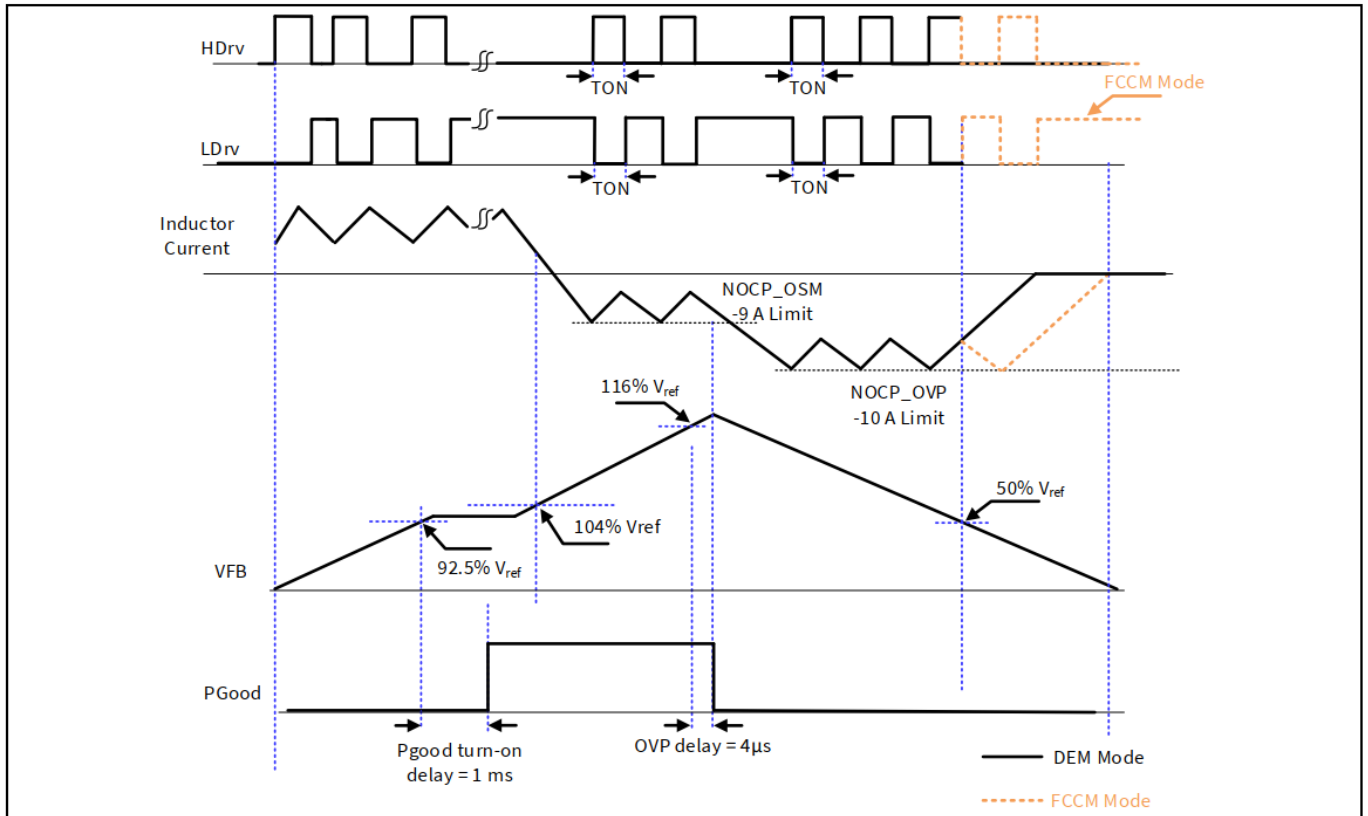 HDrv
TON
TON
FCCM Mode
LDrv
TON
TON
Inductor
Current
NOCP_OSM
-9 A Limit
NOCP_OVP
-10 A Limit
116% Vref
50% Vref
104% Vref
92.5% Vref
VFB
PGood
Pgood turn-on
delay = 1 ms
OVP delay = 4µs
DEM Mode
FCCM Mode